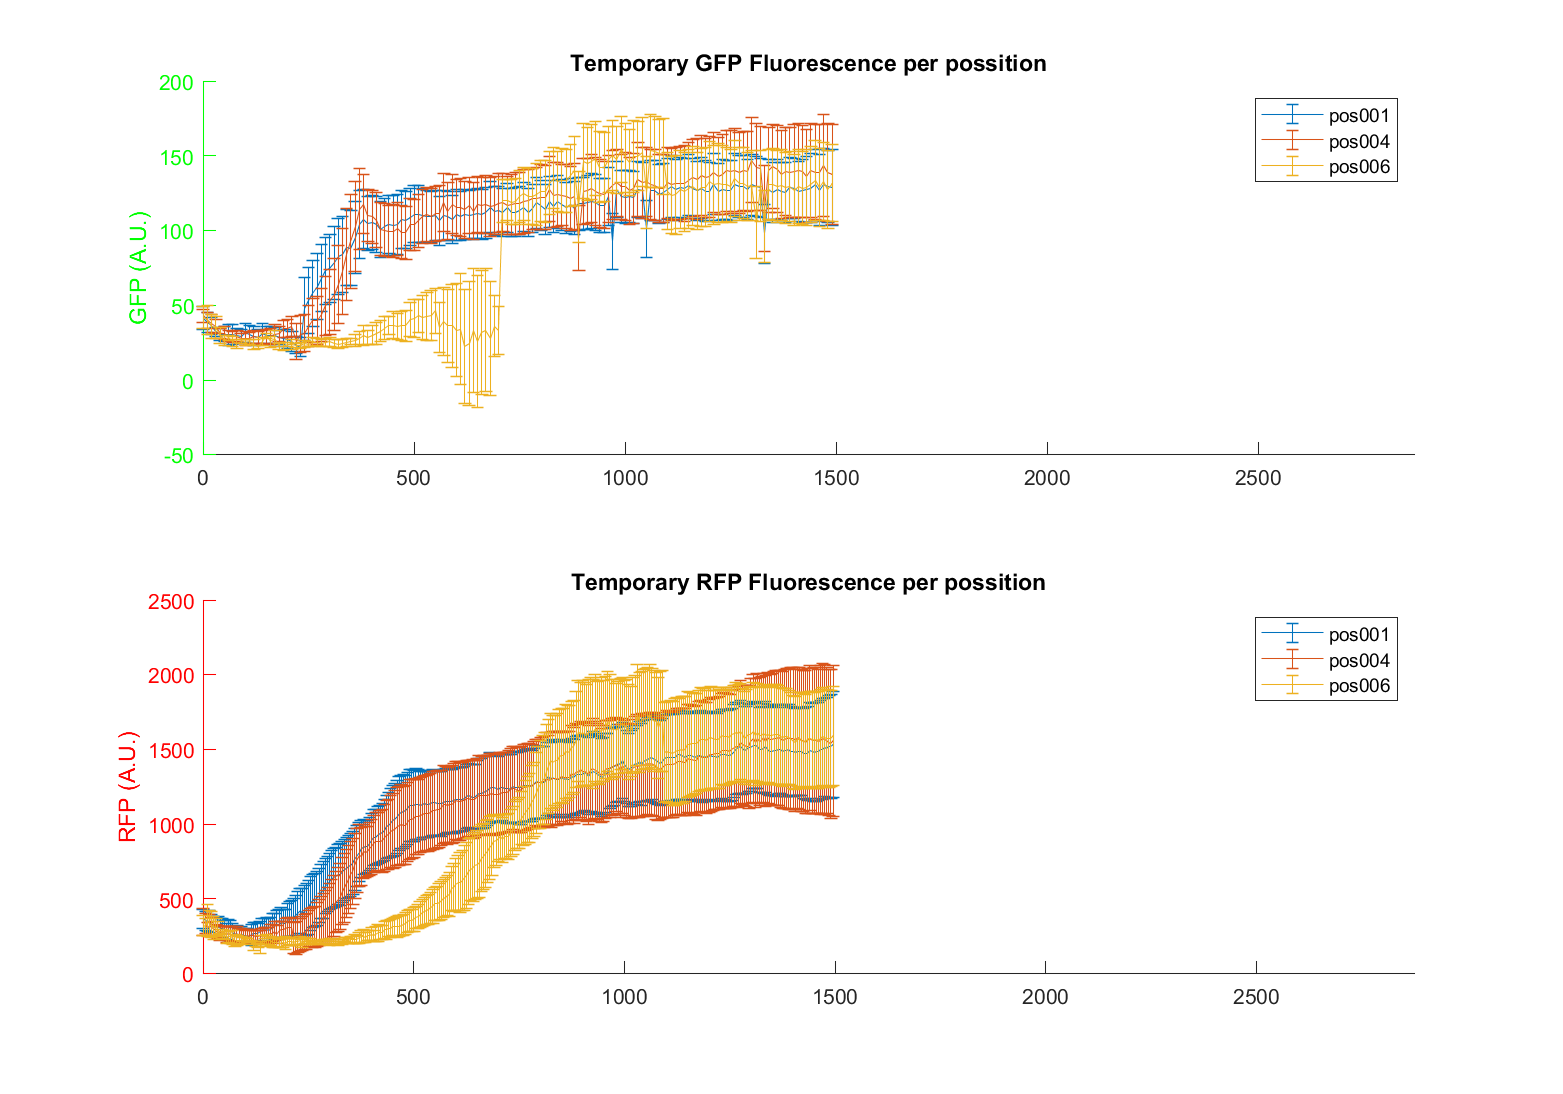 Temporary GFP Fluorescence per possition
200
150
100
50
0
-50
GFP (A.U.)
0 500 1000 1500 2000 2500
pos001
pos004
pos006
Temporary RFP Fluorescence per possition
2500
2000
1500
1000
500
0
RFP (A.U.)
0 500 1000 1500 2000 2500
pos001
pos004
pos006